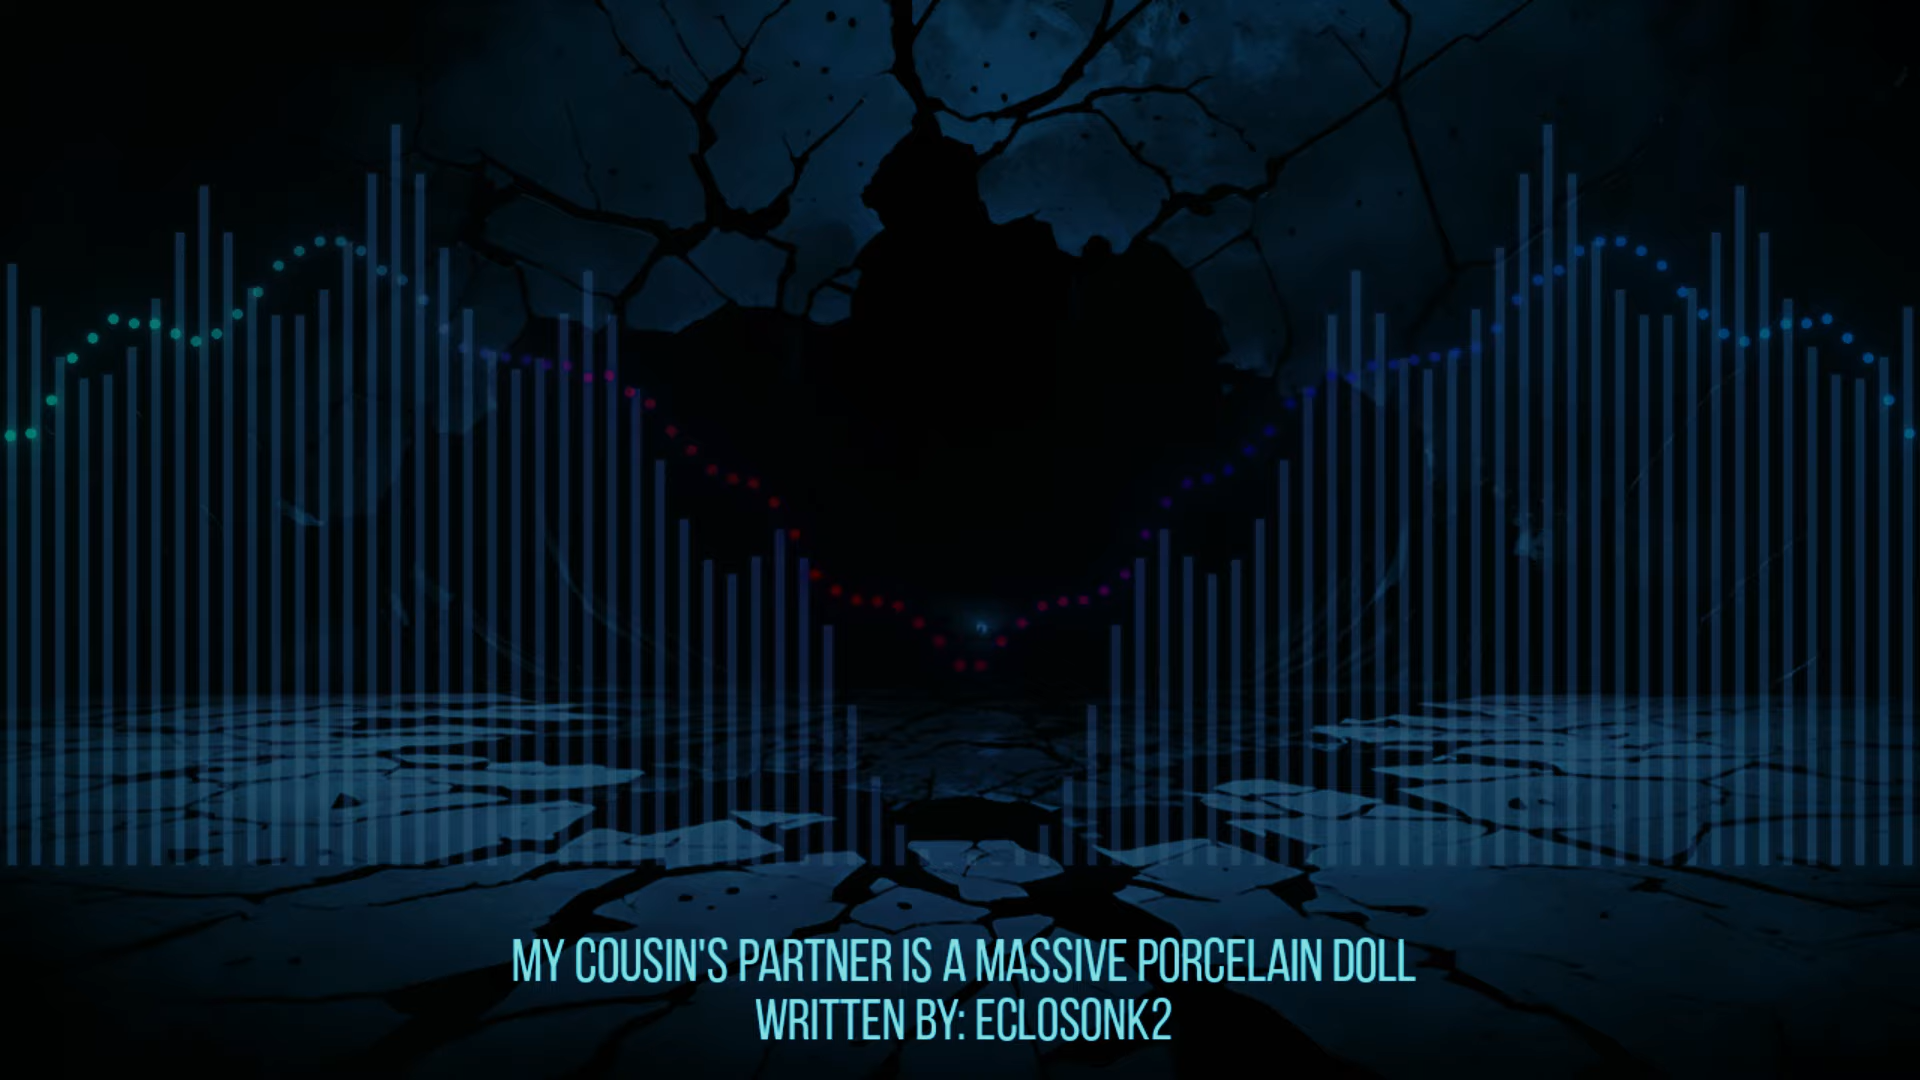 MY COUSIN'S PARTNER IS A MASSIVE PORCELAIN DOLL
WRITTEN BY: ECLOSONK2